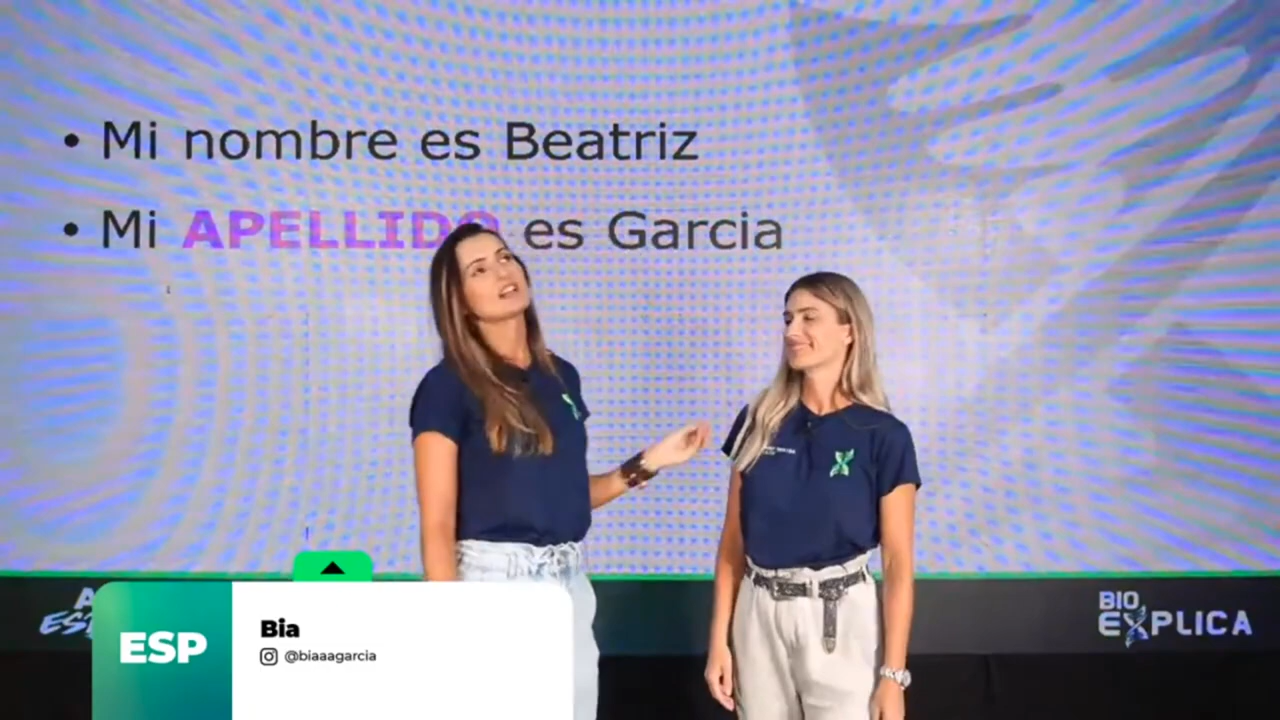 • Mi nombre es Beatriz
• Mi APELLIDO es Garcia
BIO
EXPLICA
ESP
Bia
@biaaagarcia